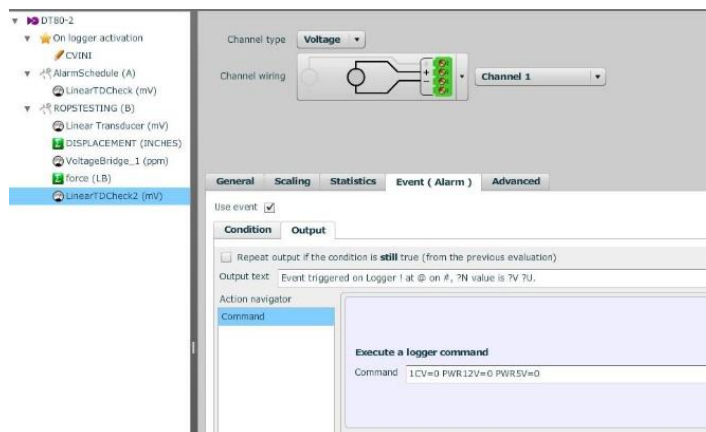 DT80-2
On logger activation
CVINI
AlarmSchedule (A)
LinearTDCheck (mV)
ROPSTESTING (B)
Linear Transducer (mV)
DISPLACEMENT (INCHES)
VoltageBridge_1 (ppm)
force (LB)
LinearTDCheck2 (mV)
Channel type Voltage
Channel wiring Channel 1
General Scaling Statistics Event ( Alarm ) Advanced
Use event
Condition Output
Repeat output if the condition is still true (from the previous evaluation)
Output text Event triggered on Logger ! at @ on #, ?N value is ?V ?U.
Action navigator
Command
Execute a logger command
Command 1CV=0 PWR12V=0 PWR5V=0